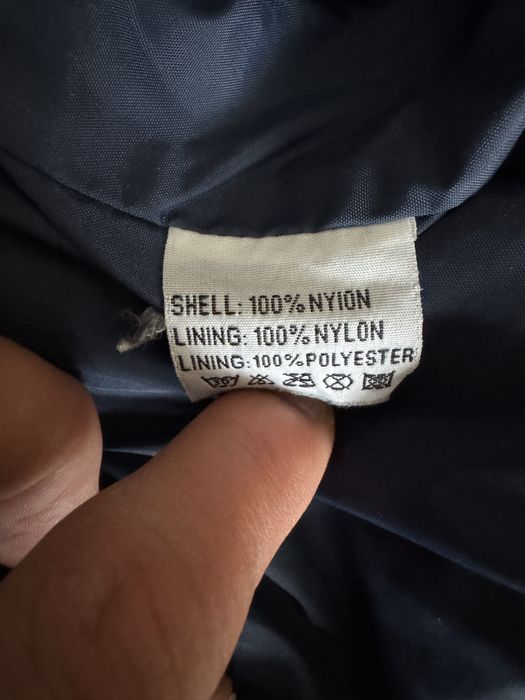 SHELL: 100% NYION
LINING: 100% NYLON
LINING:100%POLYESTER